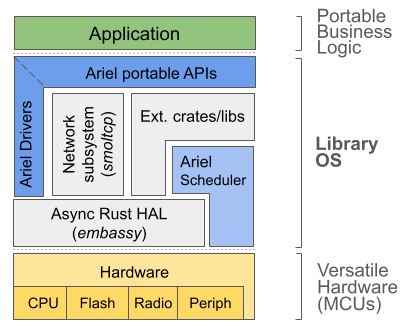 Application
Portable
Business
Logic
Ariel portable APIs
Ariel Drivers
Network
subsystem
(smoltcp)
Ext. crates/libs
Ariel
Scheduler
Async Rust HAL
(embassy)
Library
OS
Hardware
CPU
Flash
Radio
Periph
Versatile
Hardware
(MCUs)